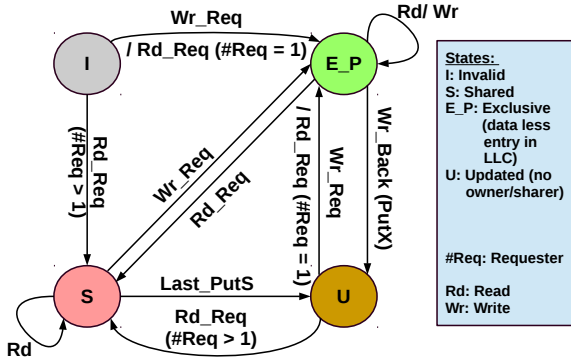 Wr_Req
/ Rd_Req (#Req = 1)
Rd/ Wr
I
E_P
Rd_Req
(#Req > 1)
Wr_Req
Rd_Req
Wr_Req
/ Rd_Req (#Req = 1)
Wr_Back (PutX)
S
Last_PutS
U
Rd
Rd_Req
(#Req > 1)
States:
I: Invalid
S: Shared
E_P: Exclusive
(data less
entry in
LLC)
U: Updated (no
owner/sharer)
#Req: Requester
Rd: Read
Wr: Write